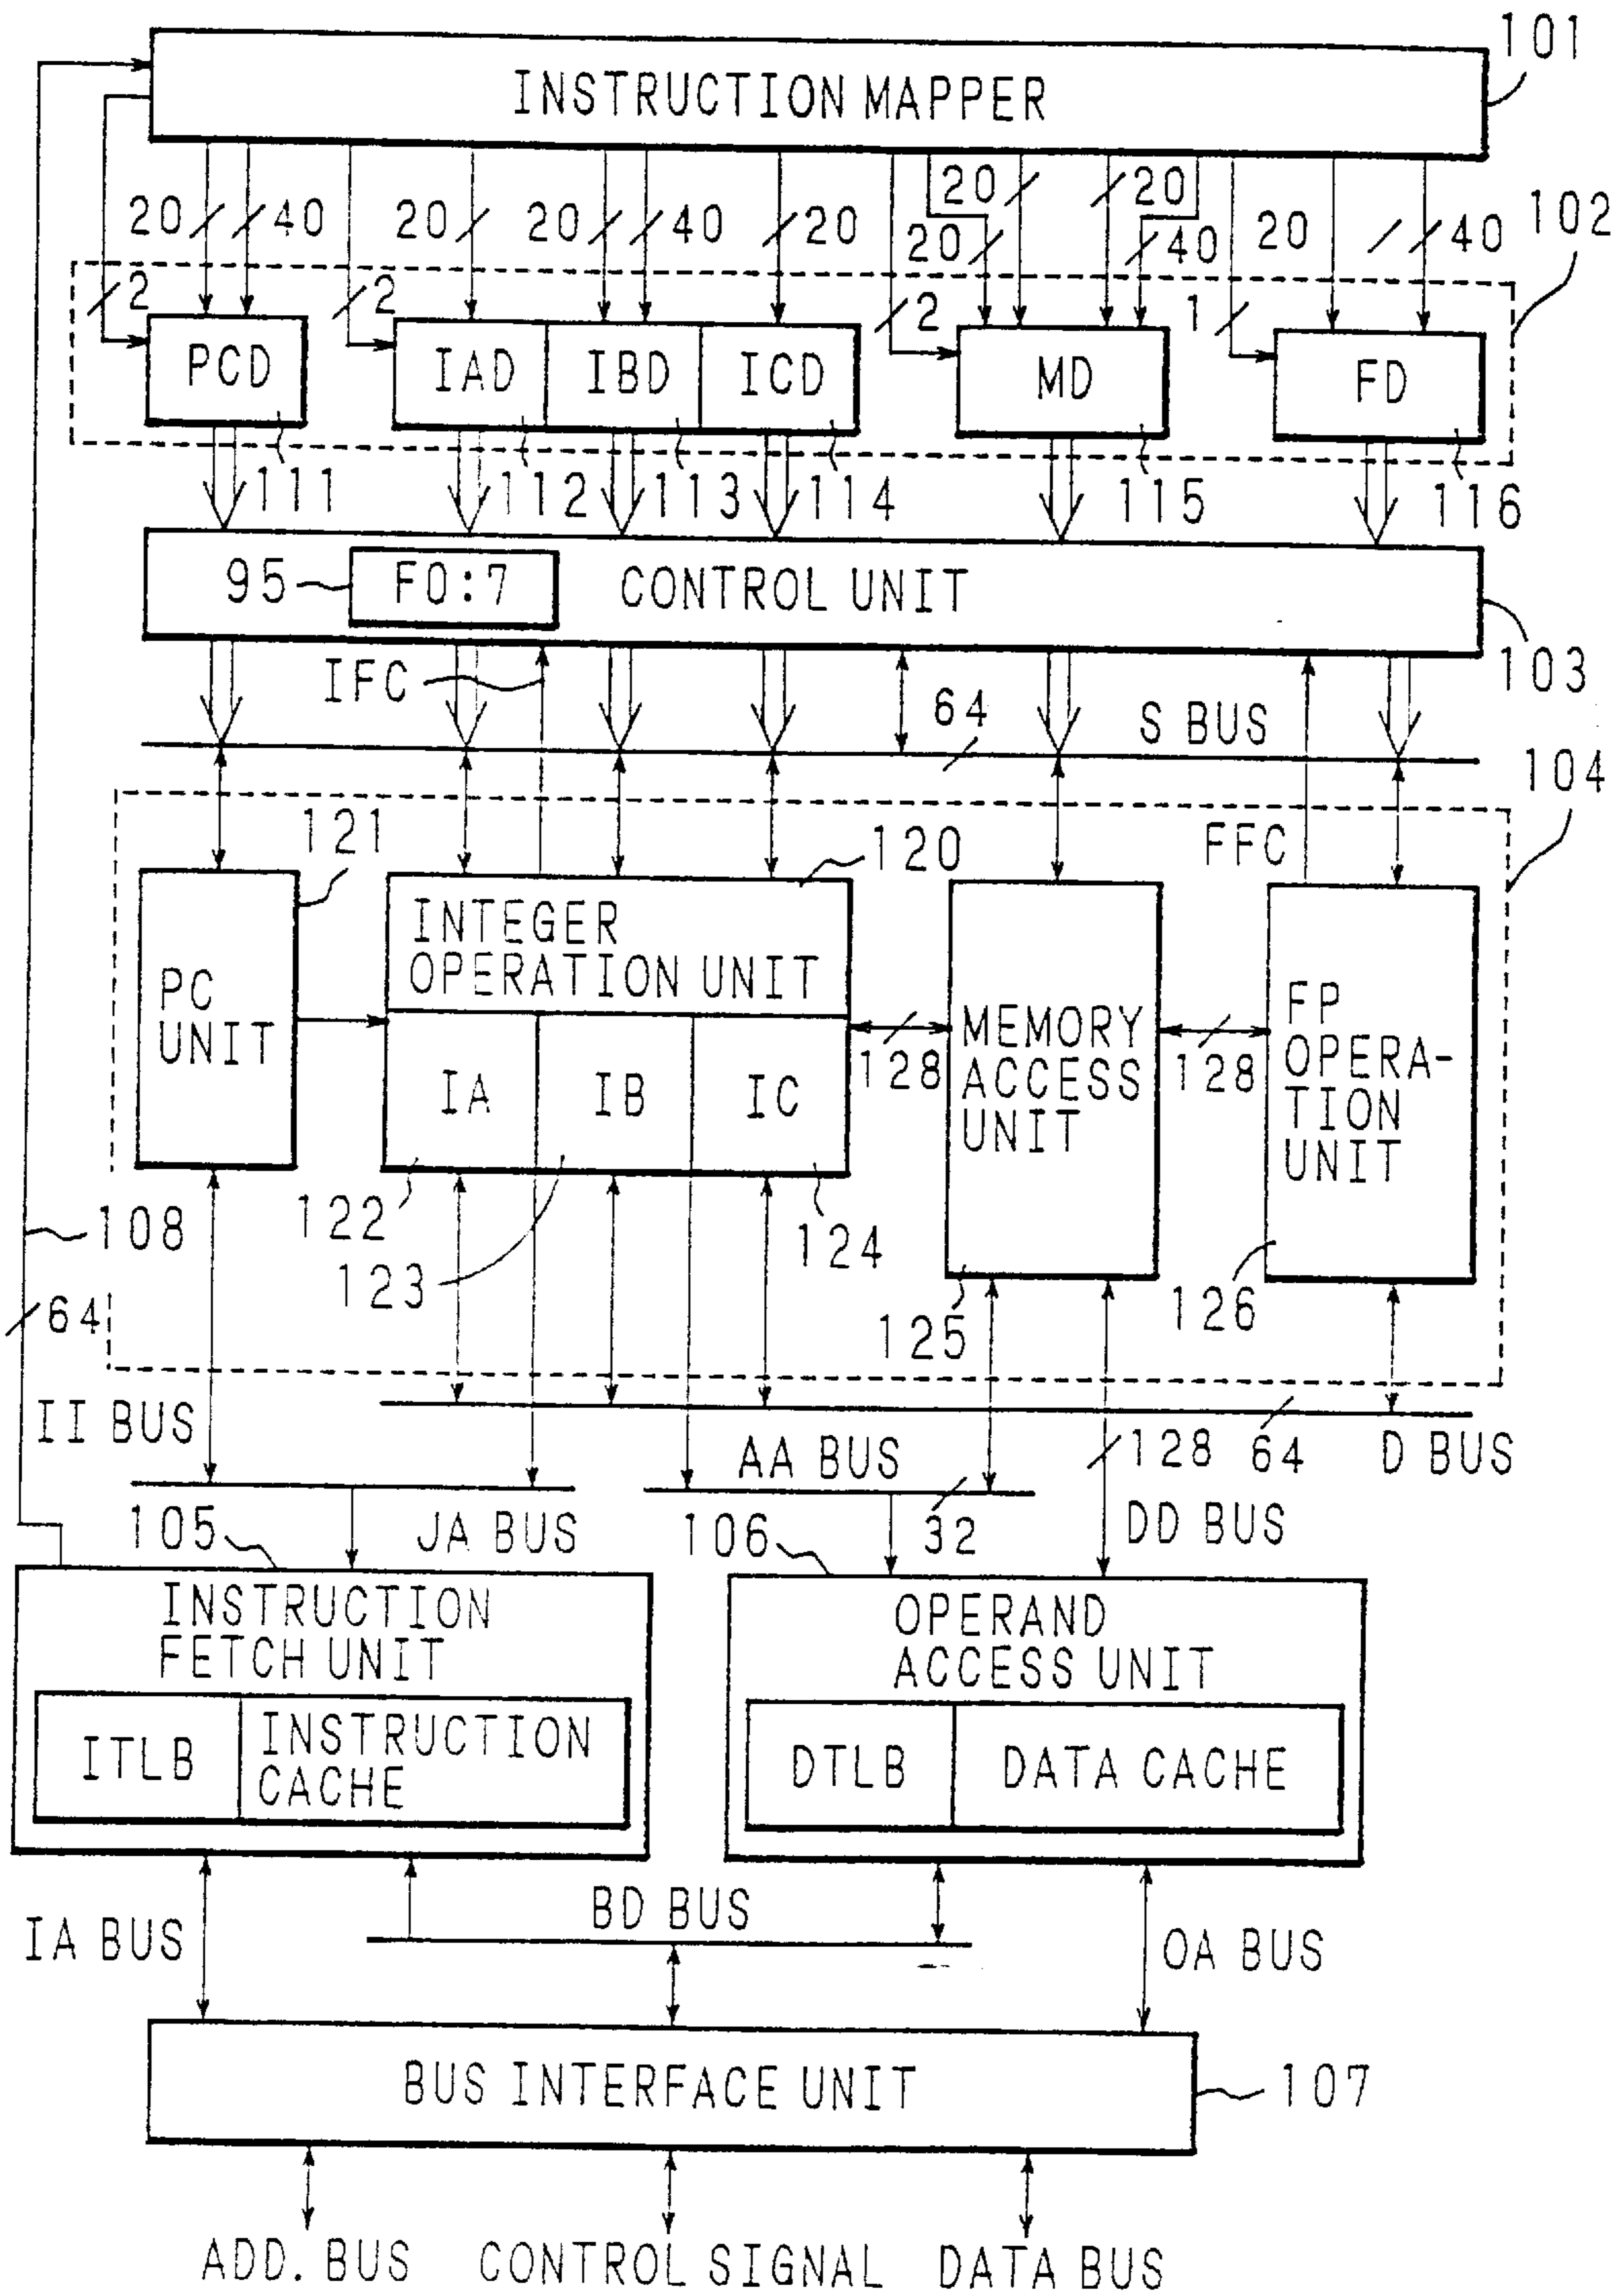 101
INSTRUCTION MAPPER
20
20
20
40
20
20
40
20
20
40
20
40
102
2
2
2
1
PCD
IAD
IBD
ICD
MD
FD
111
112
113
114
115
116
95
F0:7
CONTROL UNIT
103
IFC
64
S BUS
104
121
120
FFC
INTEGER
OPERATION UNIT
PC
UNIT
MEMORY
ACCESS
UNIT
FP
OPERA-
TION
UNIT
128
128
IA
IB
IC
108
122
123
124
125
126
64
II BUS
AA BUS
128
64
D BUS
105
JA BUS
106
32
DD BUS
INSTRUCTION
FETCH UNIT
OPERAND
ACCESS UNIT
ITLB
INSTRUCTION
CACHE
DTLB
DATA CACHE
IA BUS
BD BUS
OA BUS
BUS INTERFACE UNIT
107
ADD. BUS
CONTROL SIGNAL
DATA BUS